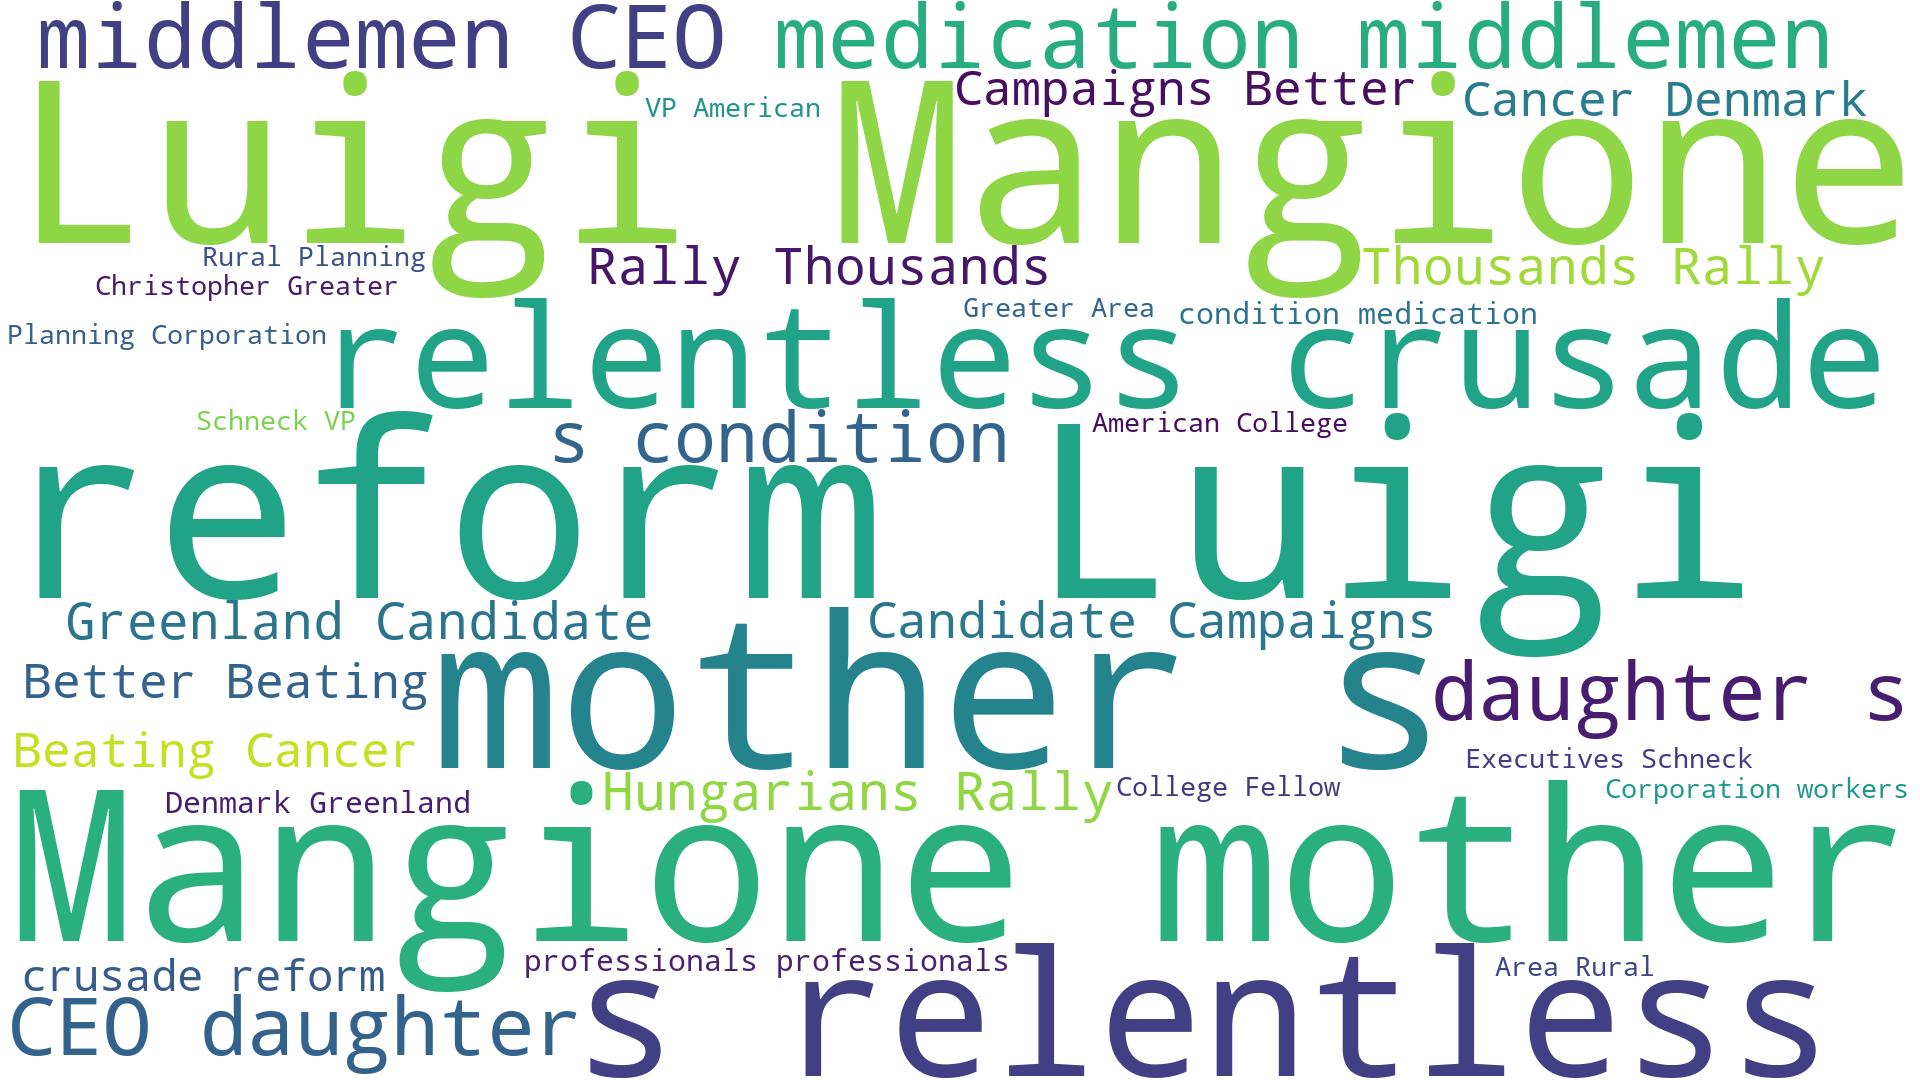 middlemen CEO medication middlemen
Luigi Mangione
VP American
Campaigns Better
Cancer Denmark
Rural Planning
Christopher Greater
Rally Thousands
Thousands Rally
Planning Corporation
relentless crusade
Greater Area
condition medication
Schneck VP
s condition
American College
reform Luigi
Greenland Candidate
Candidate Campaigns
Better Beating
mother s
daughter s
Beating Cancer
Executives Schneck
Denmark Greenland
Hungarians Rally
College Fellow
Corporation workers
Mangione mother
crusade reform
professionals professionals
Area Rural
CEO daughter
s relentless